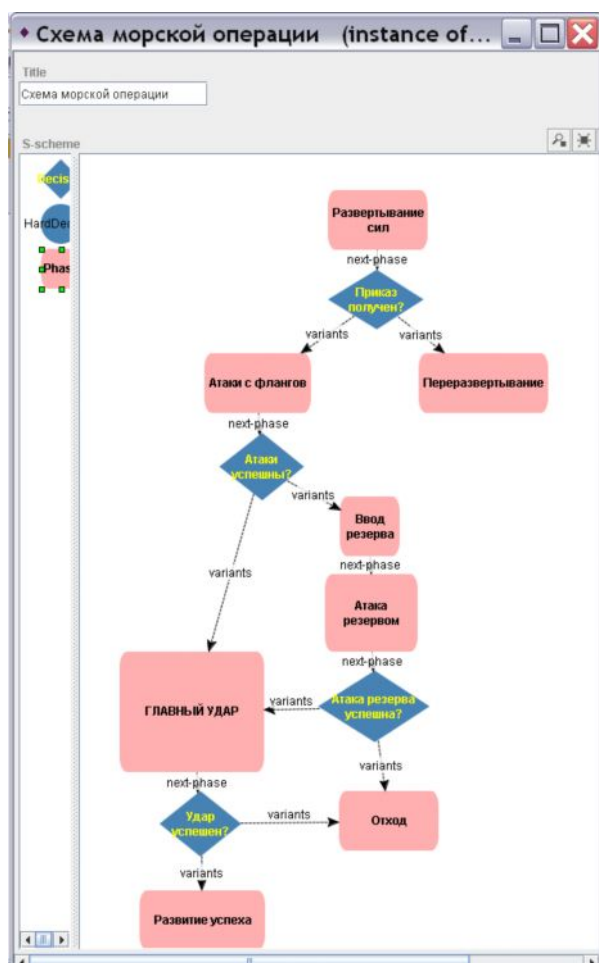 Схема морской операции (instance of...
Title
Схема морской операции
S-scheme
Decis
HardDec
Phas
Развертывание
сил
next-phase
Приказ
получен?
variants
variants
Атаки с флангов
Переразвертывание
next-phase
Атаки
успешны?
variants
Ввод
резерва
next-phase
variants
Атака
резервом
next-phase
ГЛАВНЫЙ УДАР
variants
Атака резерва
успешна?
variants
next-phase
Удар
успешен?
variants
Отход
variants
Развитие успеха